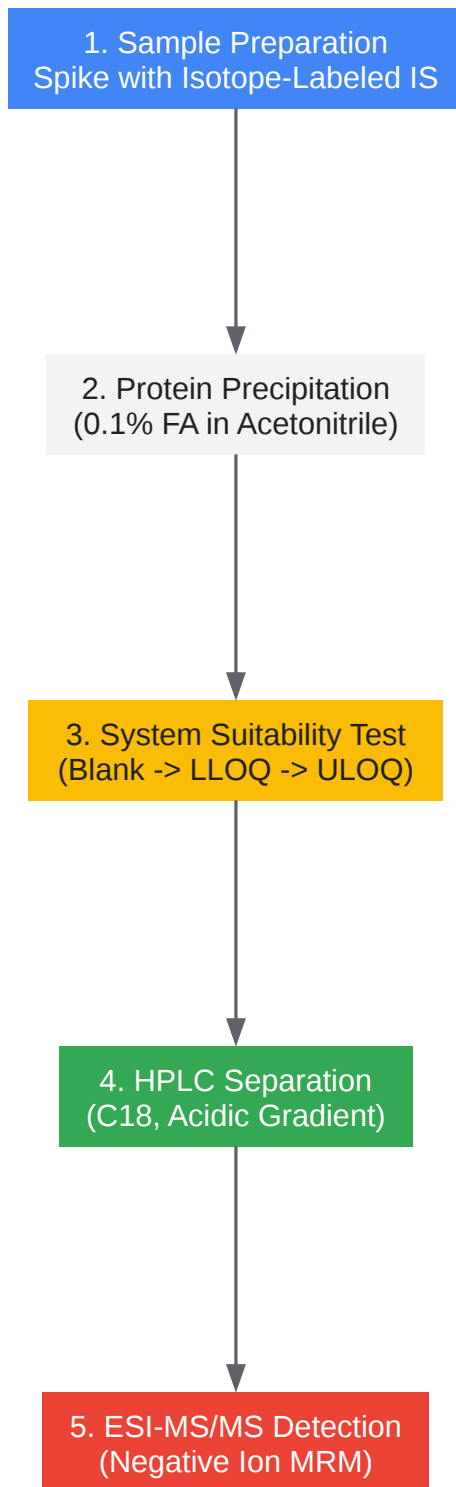 1. Sample Preparation
Spike with Isotope-Labeled IS
2. Protein Precipitation
(0.1% FA in Acetonitrile)
3. System Suitability Test
(Blank -> LLOQ -> ULOQ)
4. HPLC Separation
(C18, Acidic Gradient)
5. ESI-MS/MS Detection
(Negative Ion MRM)